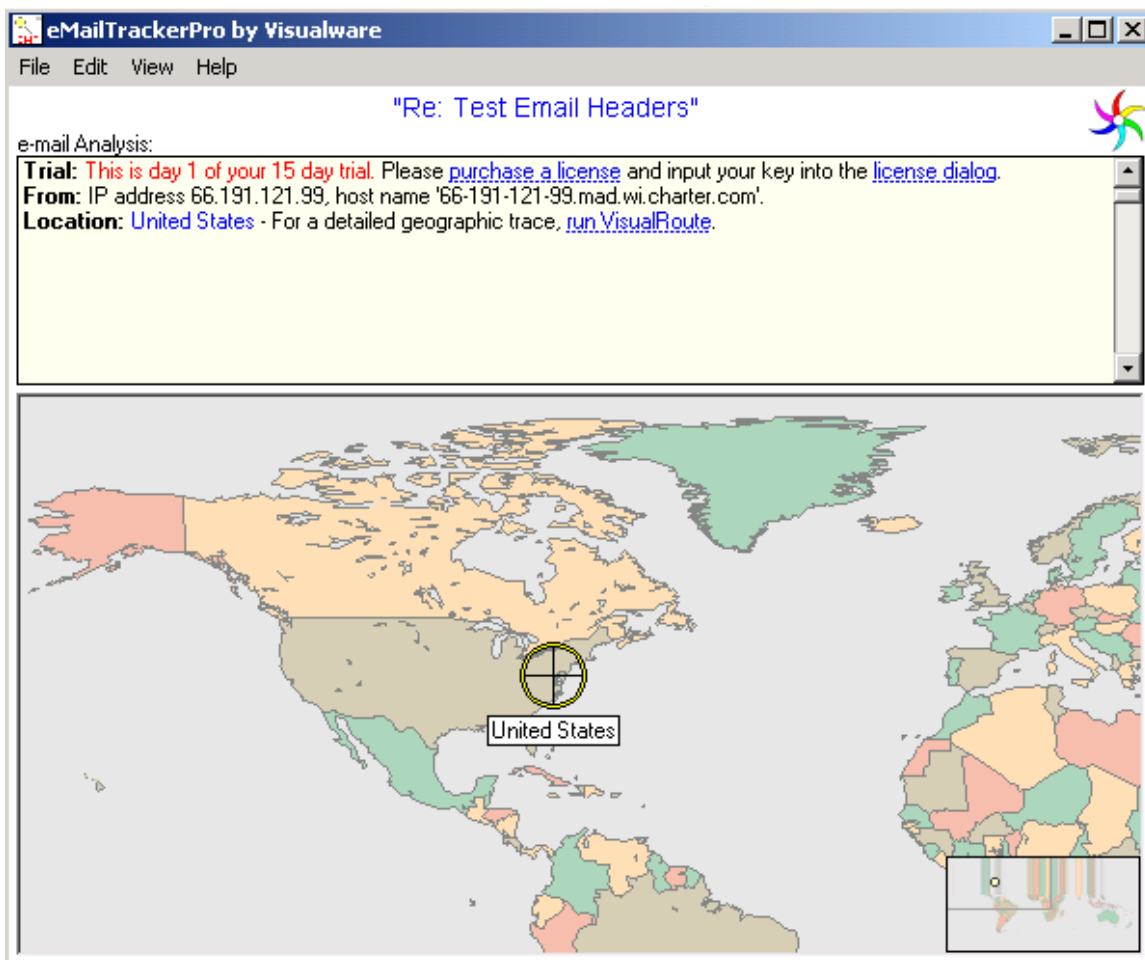 eMailTrackerPro by Visualware
File Edit View Help
"Re: Test Email Headers"
e-mail Analysis:
Trial: This is day 1 of your 15 day trial. Please purchase a license and input your key into the license dialog.
From: IP address 66.191.121.99, host name '66-191-121-99.mad.wi.charter.com'.
Location: United States - For a detailed geographic trace, run VisualRoute.
United States